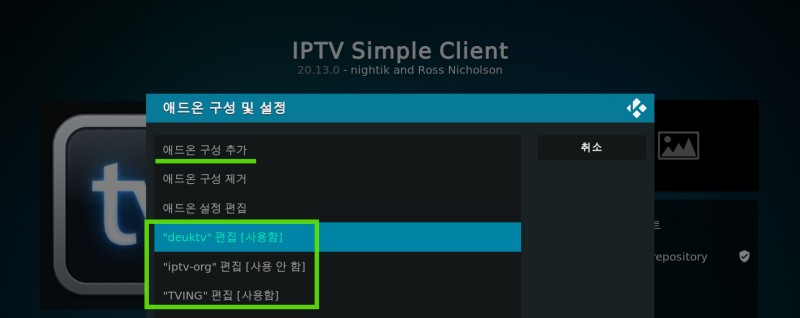 IPTV Simple Client
20.13.0 - nightik and Ross Nicholson
애드온 구성 및 설정
애드온 구성 추가
취소
애드온 구성 제거
애드온 설정 편집
"deuktv" 편집 [사용함]
"iptv-org" 편집 [사용 안 함]
"TVING" 편집 [사용함]
tv
트
repository